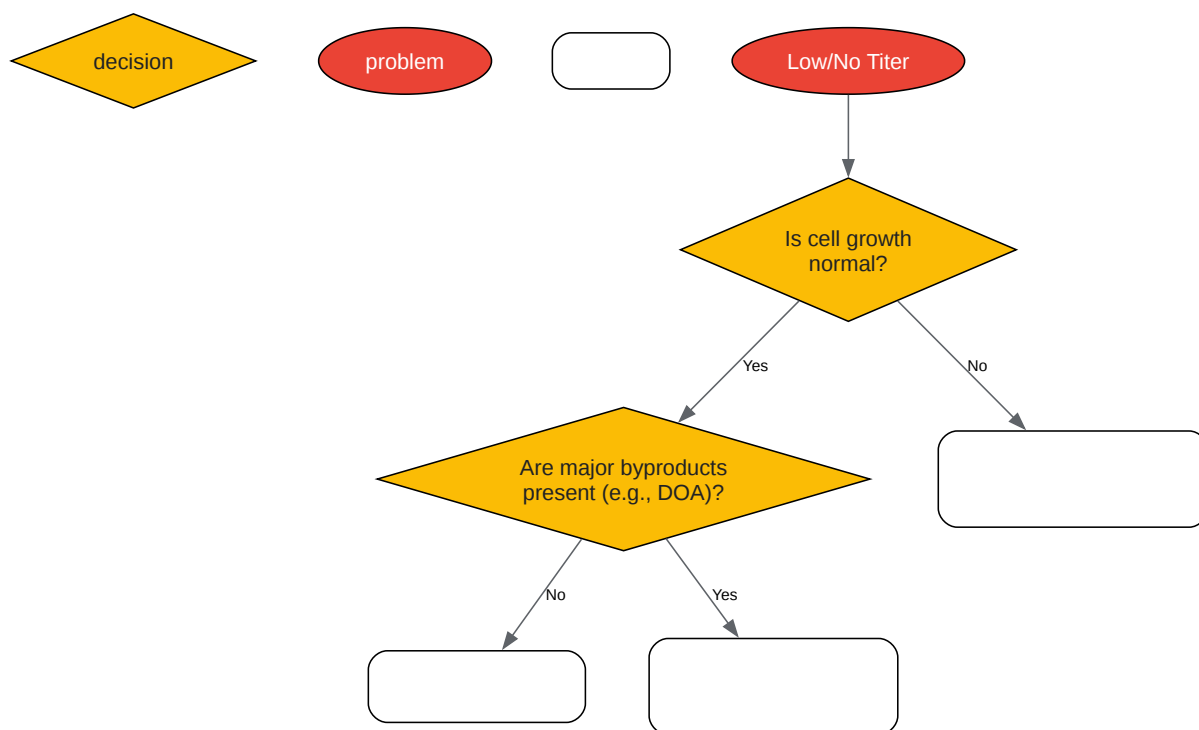 decision
problem
Low/No Titer
Is cell growth
normal?
Yes
No
Are major byproducts
present (e.g., DOA)?
No
Yes